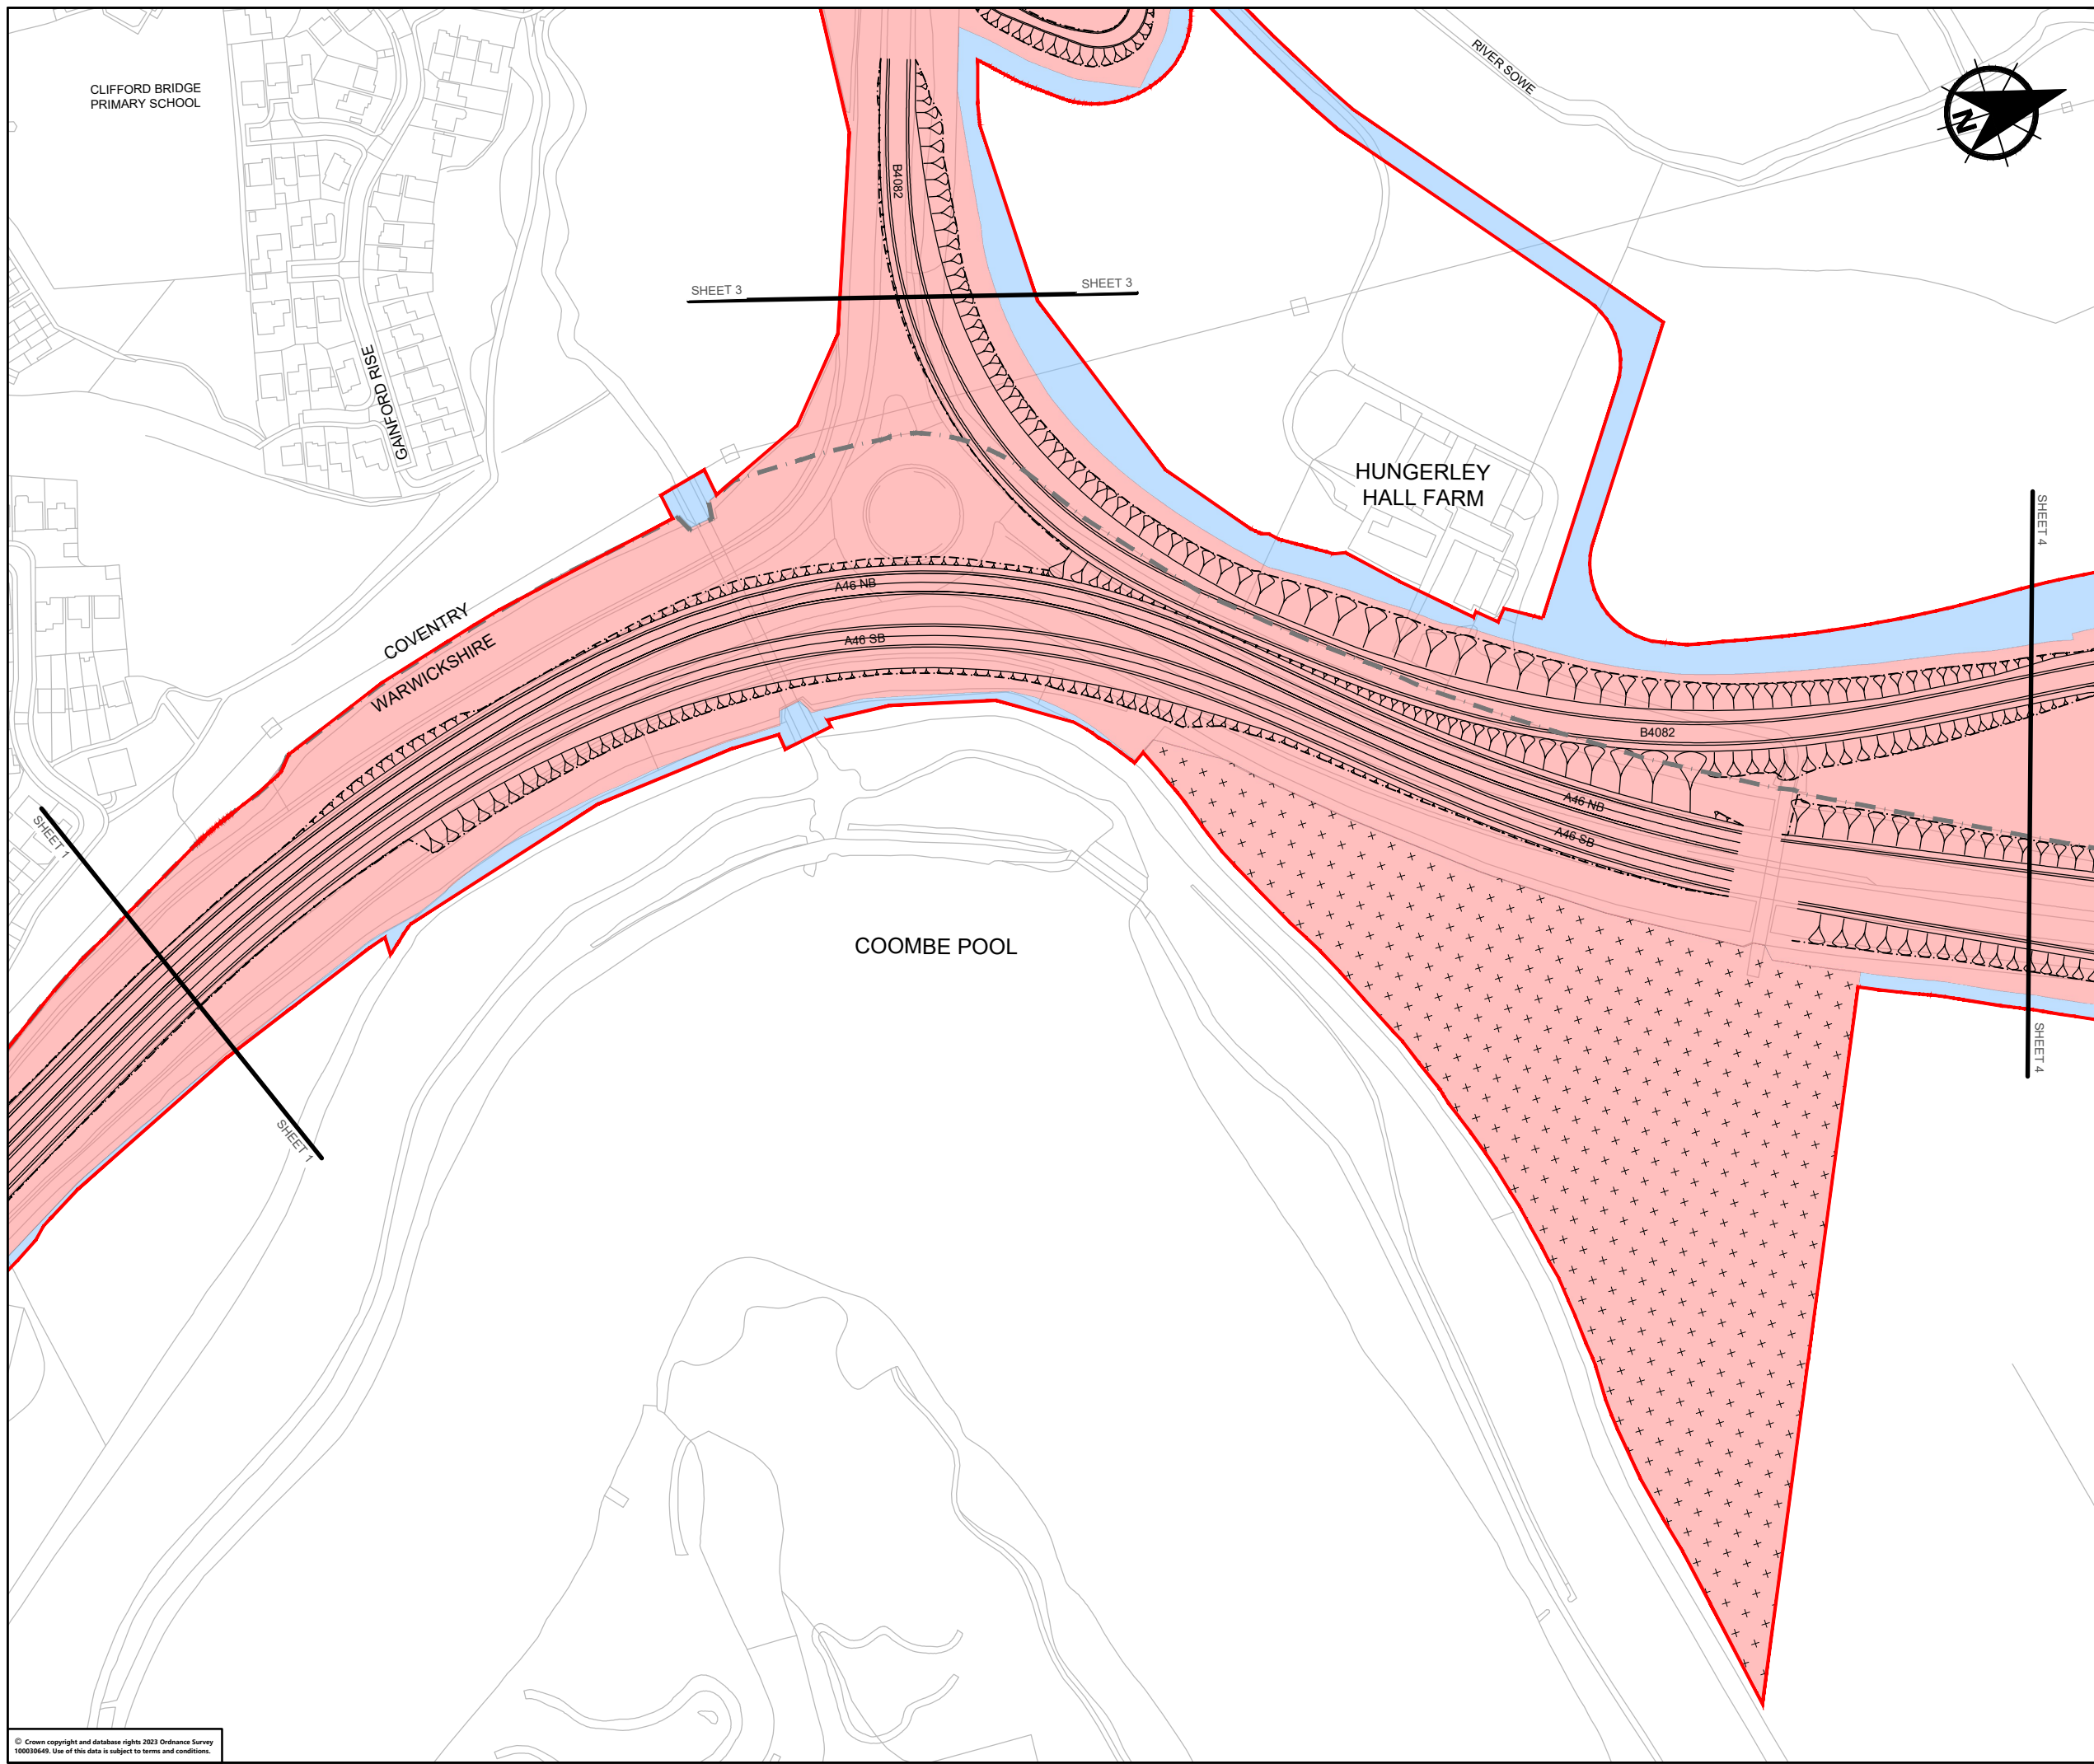 CLIFFORD BRIDGE
PRIMARY SCHOOL
RIVER SOWE
N
B4082
SHEET 3
SHEET 3
GAINFORD RISE
HUNGERLEY
HALL FARM
SHEET 4
A46 NB
COVENTRY
A46 SB
WARWICKSHIRE
B4082
A46 NB
A46 SB
SHEET 1
COOMBE POOL
SHEET 4
SHEET 1
© Crown copyright and database rights 2023 Ordnance Survey
100030649. Use of this data is subject to terms and conditions.